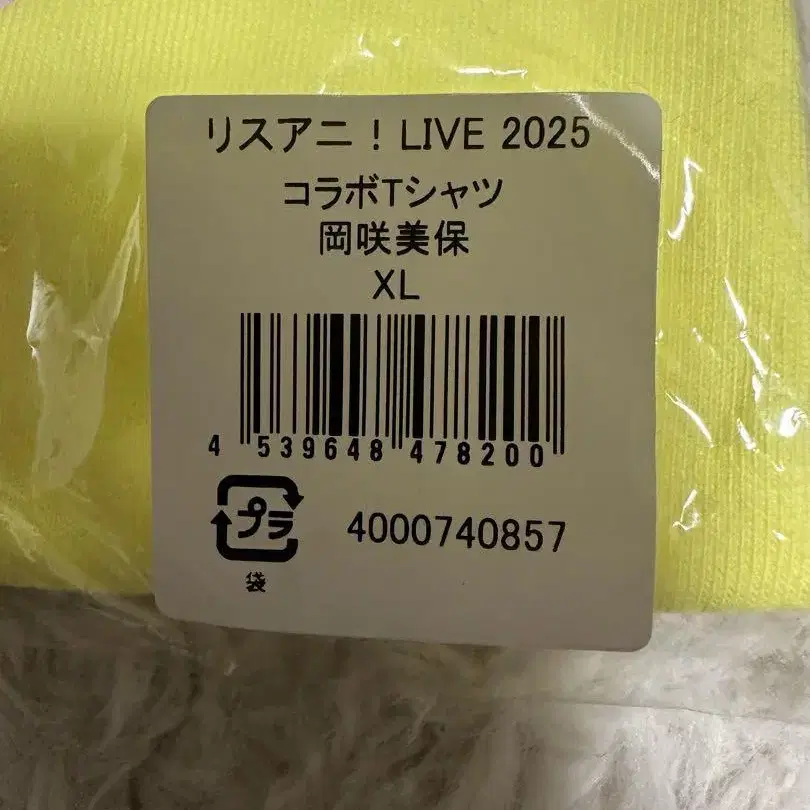 リスアニ！LIVE 2025
コラボTシャツ
岡咲美保
XL
4 539648 478200
プラ
4000740857
袋